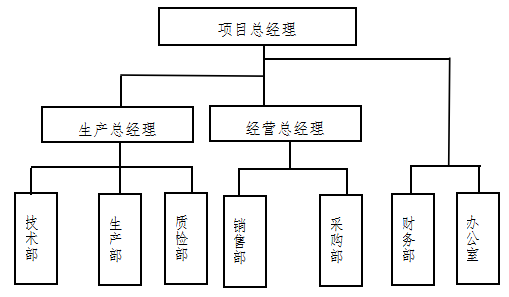 项目总经理
生产总经理
经营总经理
技术部
生产部
质检部
销售部
采购部
财务部
办公室